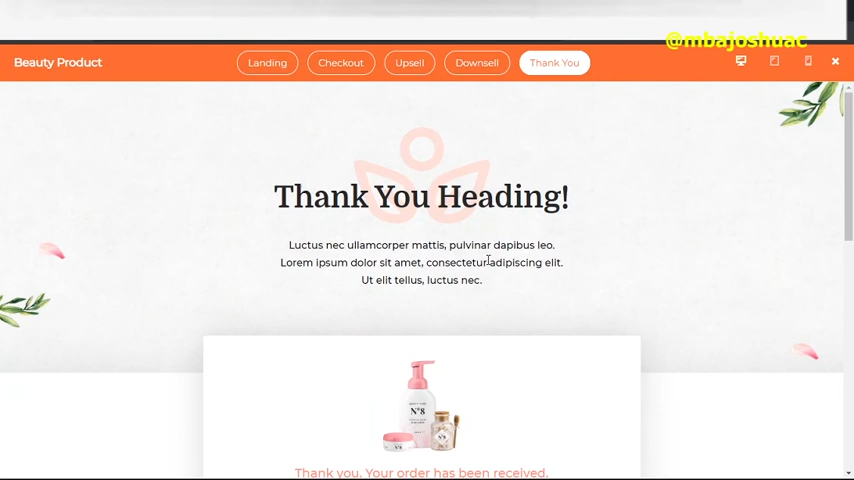 @mbajoshuac
Beauty Product
Landing
Checkout
Upsell
Downsell
Thank You
Thank You Heading!
Luctus nec ullamcorper mattis, pulvinar dapibus leo.
Lorem ipsum dolor sit amet, consectetur adipiscing elit.
Ut elit tellus, luctus nec.
N°8
Thank you. Your order has been received.